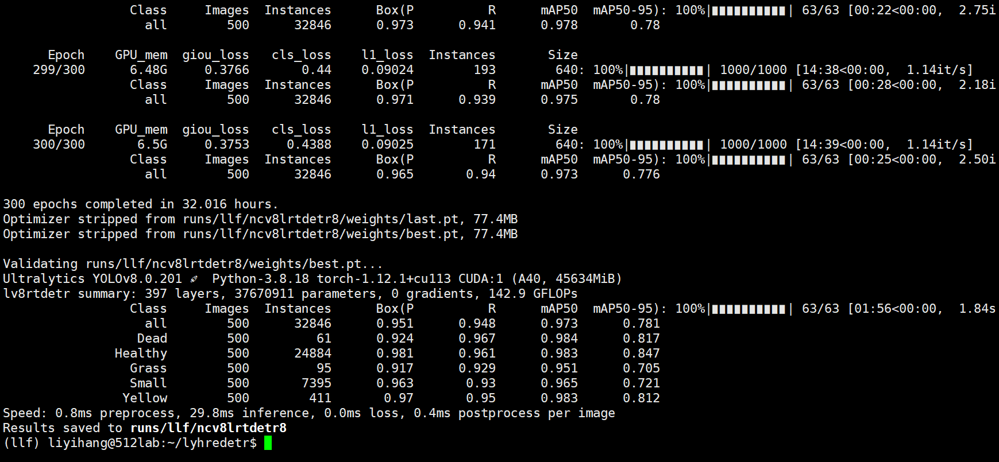 Class Images Instances Box(P R mAP50 mAP50-95): 100%|██████████| 63/63 [00:22<00:00, 2.75i
all 500 32846 0.973 0.941 0.978 0.78
Epoch GPU_mem giou_loss cls_loss l1_loss Instances Size
299/300 6.48G 0.3766 0.44 0.09024 193 640: 100%|██████████| 1000/1000 [14:38<00:00, 1.14it/s]
Class Images Instances Box(P R mAP50 mAP50-95): 100%|██████████| 63/63 [00:28<00:00, 2.18i
all 500 32846 0.971 0.939 0.975 0.78
Epoch GPU_mem giou_loss cls_loss l1_loss Instances Size
300/300 6.5G 0.3753 0.4388 0.09025 171 640: 100%|██████████| 1000/1000 [14:39<00:00, 1.14it/s]
Class Images Instances Box(P R mAP50 mAP50-95): 100%|██████████| 63/63 [00:25<00:00, 2.50i
all 500 32846 0.965 0.94 0.973 0.776
300 epochs completed in 32.016 hours.
Optimizer stripped from runs/llf/ncv8lrtdetr8/weights/last.pt, 77.4MB
Optimizer stripped from runs/llf/ncv8lrtdetr8/weights/best.pt, 77.4MB
Validating runs/llf/ncv8lrtdetr8/weights/best.pt...
Ultralytics YOLOv8.0.201 🚀 Python-3.8.18 torch-1.12.1+cu113 CUDA:1 (A40, 45634MiB)
lv8rtdetr summary: 397 layers, 37670911 parameters, 0 gradients, 142.9 GFLOPs
Class Images Instances Box(P R mAP50 mAP50-95): 100%|██████████| 63/63 [01:56<00:00, 1.84s
all 500 32846 0.951 0.948 0.973 0.781
Dead 500 61 0.924 0.967 0.984 0.817
Healthy 500 24884 0.981 0.961 0.983 0.847
Grass 500 95 0.917 0.929 0.951 0.705
Small 500 7395 0.963 0.93 0.965 0.721
Yellow 500 411 0.97 0.95 0.983 0.812
Speed: 0.8ms preprocess, 29.8ms inference, 0.0ms loss, 0.4ms postprocess per image
Results saved to runs/llf/ncv8lrtdetr8
(llf) liyihang@512lab:~/lyhredetr$